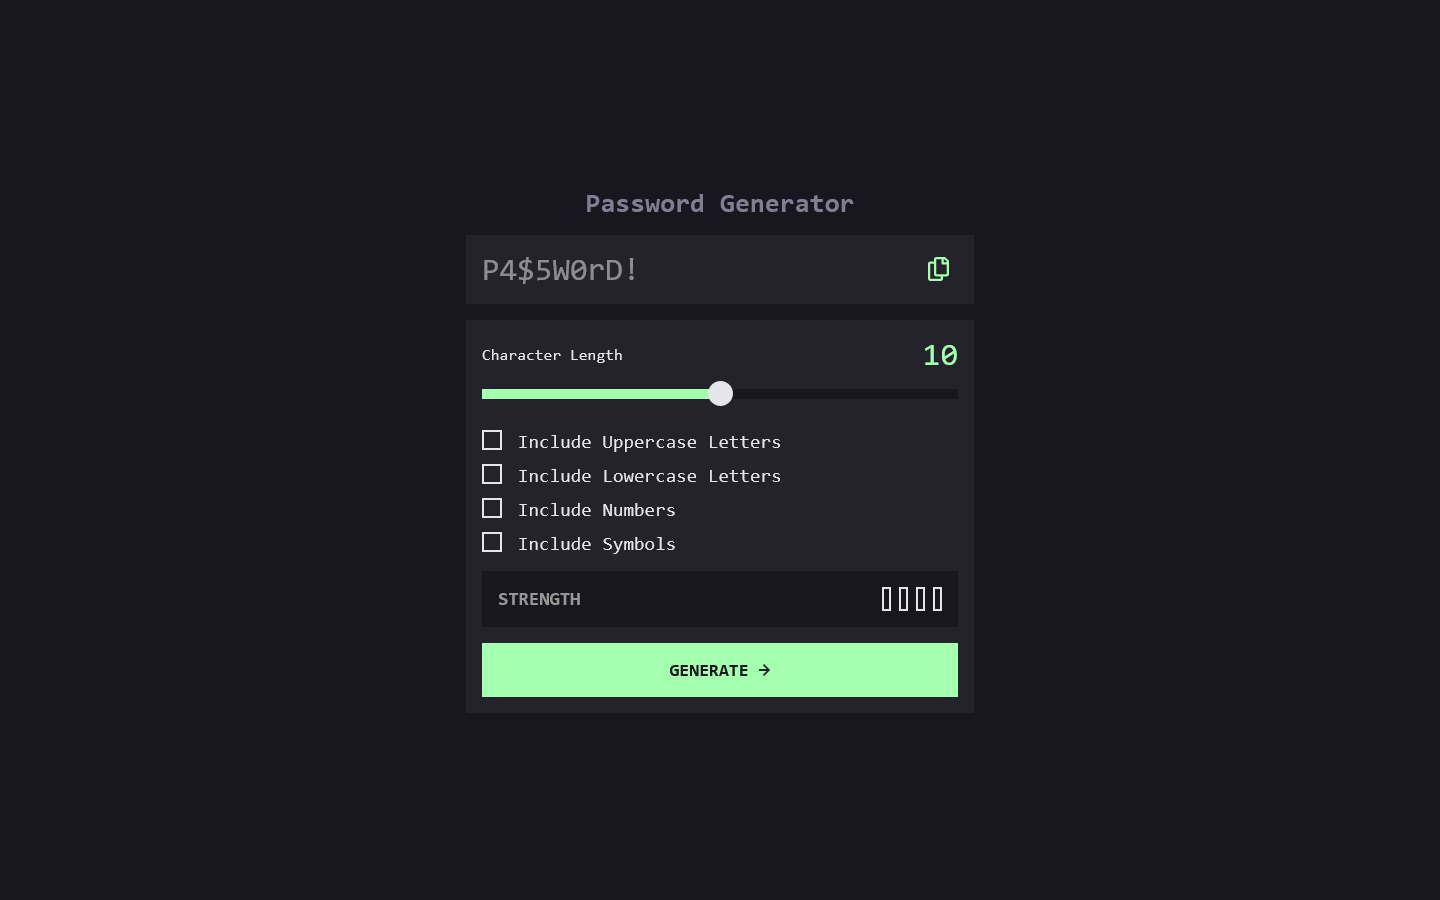 Password Generator
P4$5W0rD!
Character Length 10
Include Uppercase Letters
Include Lowercase Letters
Include Numbers
Include Symbols
STRENGTH
GENERATE →